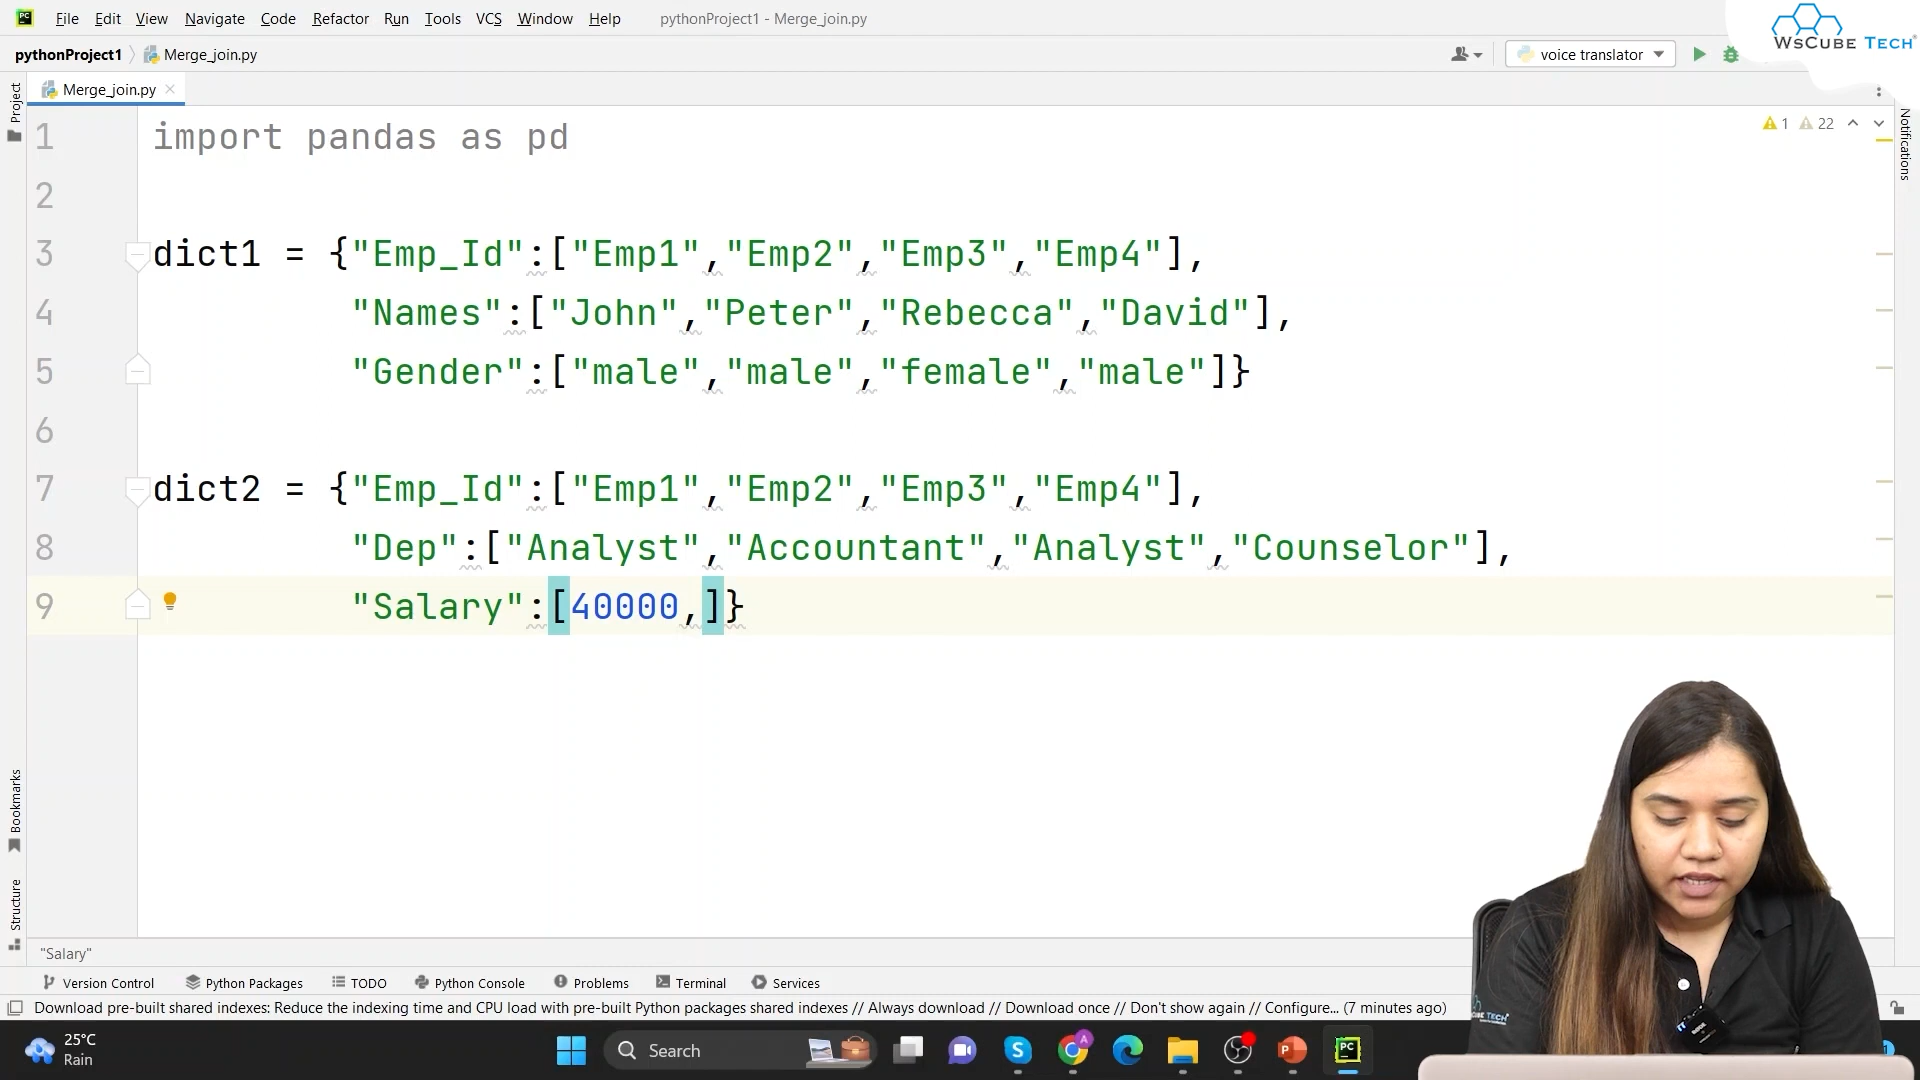 File Edit View Navigate Code Refactor Run Tools VCS Window Help pythonProject1 - Merge_join.py
WsCube Tech
pythonProject1 Merge_join.py voice translator
Merge_join.py
Project
Notifications
1 22
1 import pandas as pd
2
3 dict1 = {"Emp_Id":["Emp1","Emp2","Emp3","Emp4"],
4 "Names":["John","Peter","Rebecca","David"],
5 "Gender":["male","male","female","male"]}
6
7 dict2 = {"Emp_Id":["Emp1","Emp2","Emp3","Emp4"],
8 "Dep":["Analyst","Accountant","Analyst","Counselor"],
9 "Salary":[40000,]}
Bookmarks
Structure
"Salary"
Version Control Python Packages TODO Python Console Problems Terminal Services
Download pre-built shared indexes: Reduce the indexing time and CPU load with pre-built Python packages shared indexes // Always download // Download once // Don't show again // Configure... (7 minutes ago)
25°C
Rain
Search